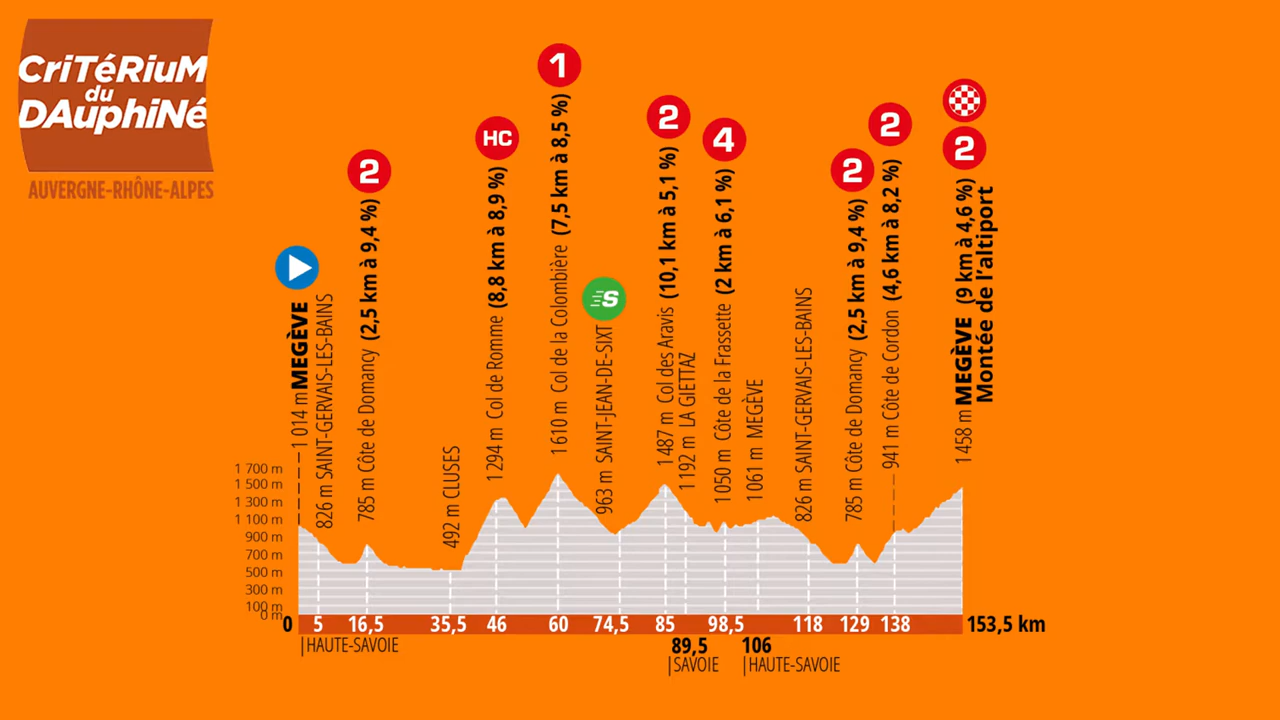 CriTéRiuM
du
DAuphiNé
AUVERGNE-RHÔNE-ALPES
1 014 m MEGÈVE
826 m SAINT-GERVAIS-LES-BAINS
2
785 m Côte de Domancy (2,5 km à 9,4 %)
492 m CLUSES
HC
1294 m Col de Romme (8,8 km à 8,9 %)
1
1610 m Col de la Colombière (7,5 km à 8,5 %)
S
963 m SAINT-JEAN-DE-SIXT
2
1487 m Col des Aravis (10,1 km à 5,1 %)
1 192 m LA GIETTAZ
4
1050 m Côte de la Frassette (2 km à 6,1 %)
1061 m MEGÈVE
826 m SAINT-GERVAIS-LES-BAINS
2
785 m Côte de Domancy (2,5 km à 9,4 %)
2
941 m Côte de Cordon (4,6 km à 8,2 %)
2
1 458 m MEGÈVE (9 km à 4,6 %)
Montée de l'altiport
1 700 m
1 500 m
1 300 m
1 100 m
900 m
700 m
500 m
300 m
100 m
0 m
0 5 16,5 35,5 46 60 74,5 85 98,5 118 129 138 153,5 km
89,5 106
|HAUTE-SAVOIE
|SAVOIE |HAUTE-SAVOIE